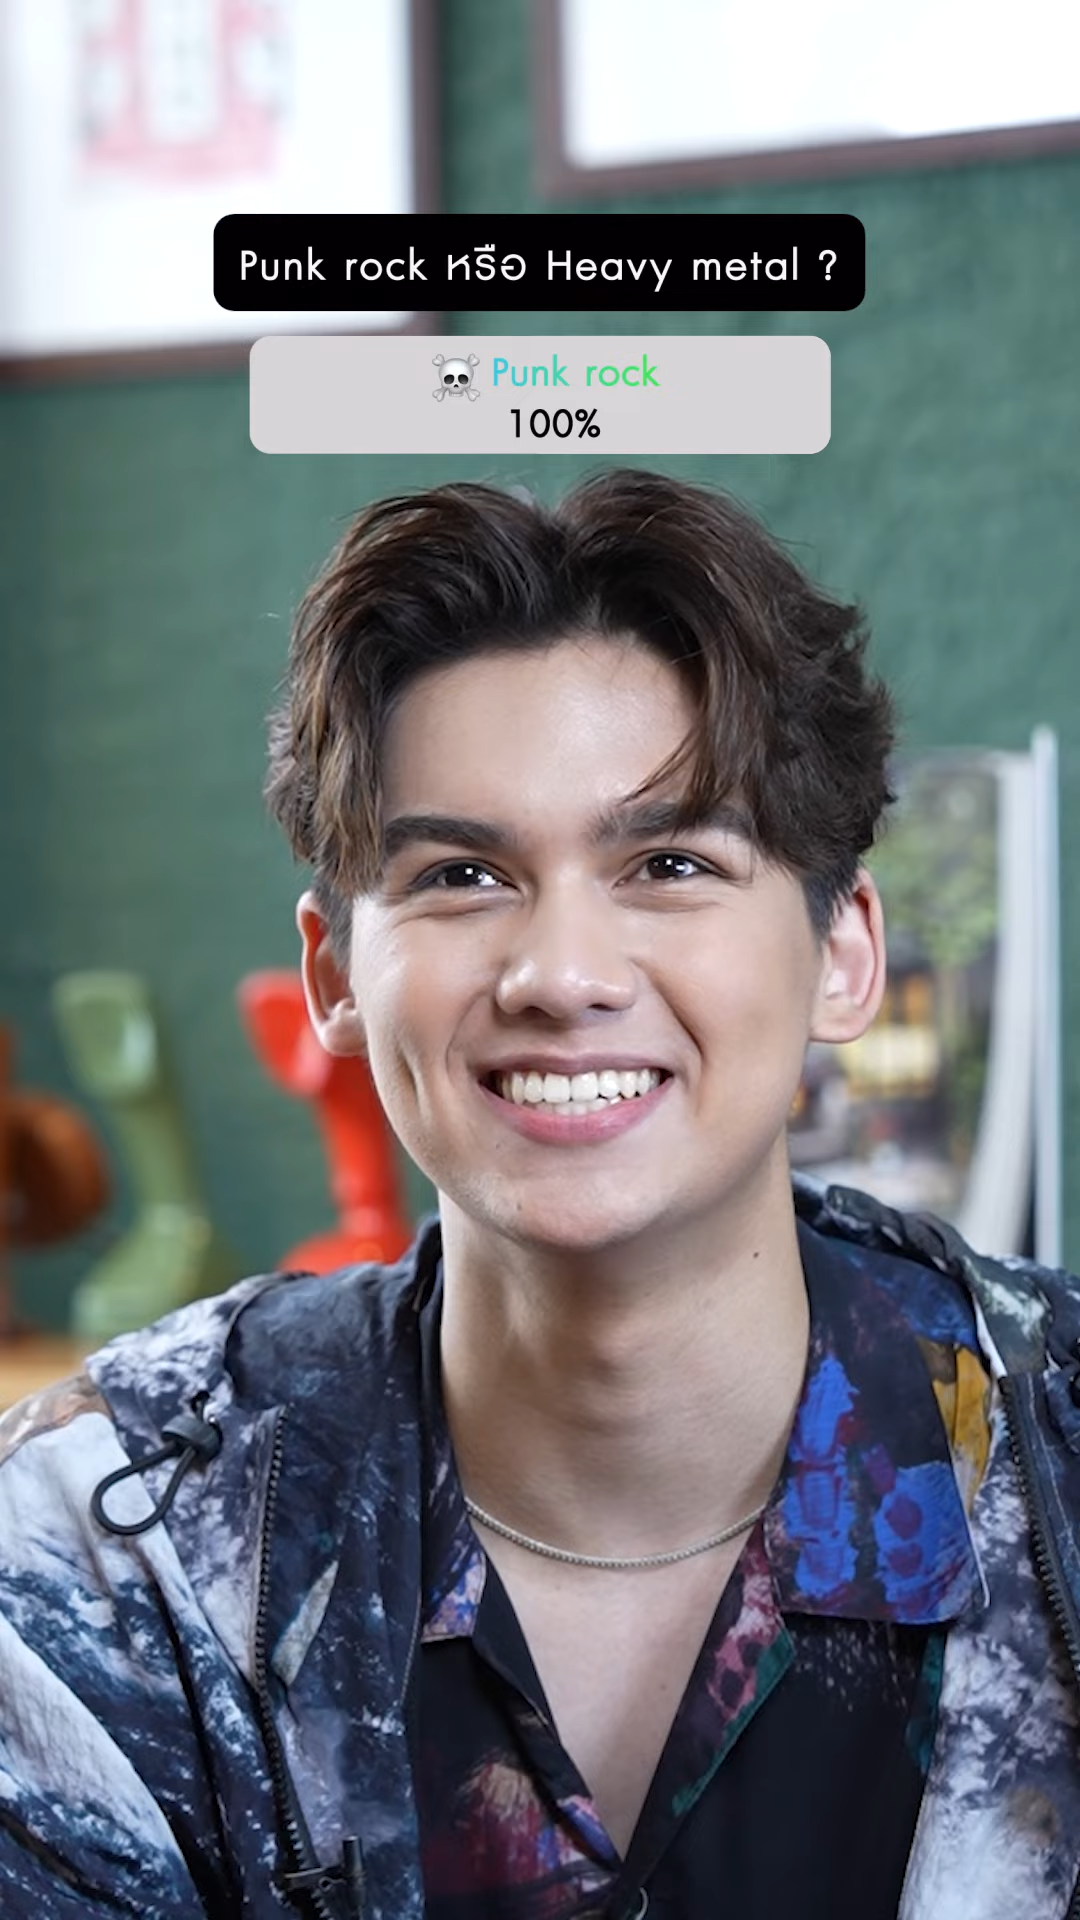 Punk rock หรือ Heavy metal ?
☠️ Punk rock
100%